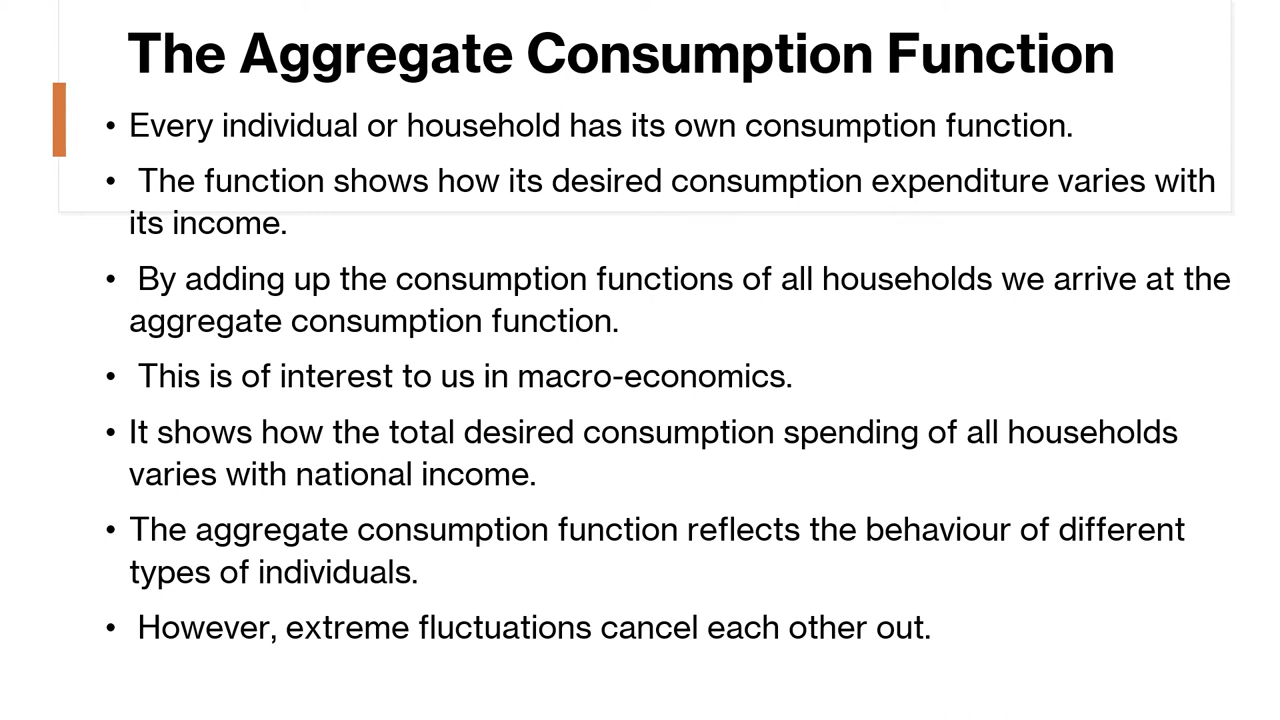 The Aggregate Consumption Function
• Every individual or household has its own consumption function.
• The function shows how its desired consumption expenditure varies with
its income.
• By adding up the consumption functions of all households we arrive at the
aggregate consumption function.
• This is of interest to us in macro-economics.
• It shows how the total desired consumption spending of all households
varies with national income.
• The aggregate consumption function reflects the behaviour of different
types of individuals.
• However, extreme fluctuations cancel each other out.